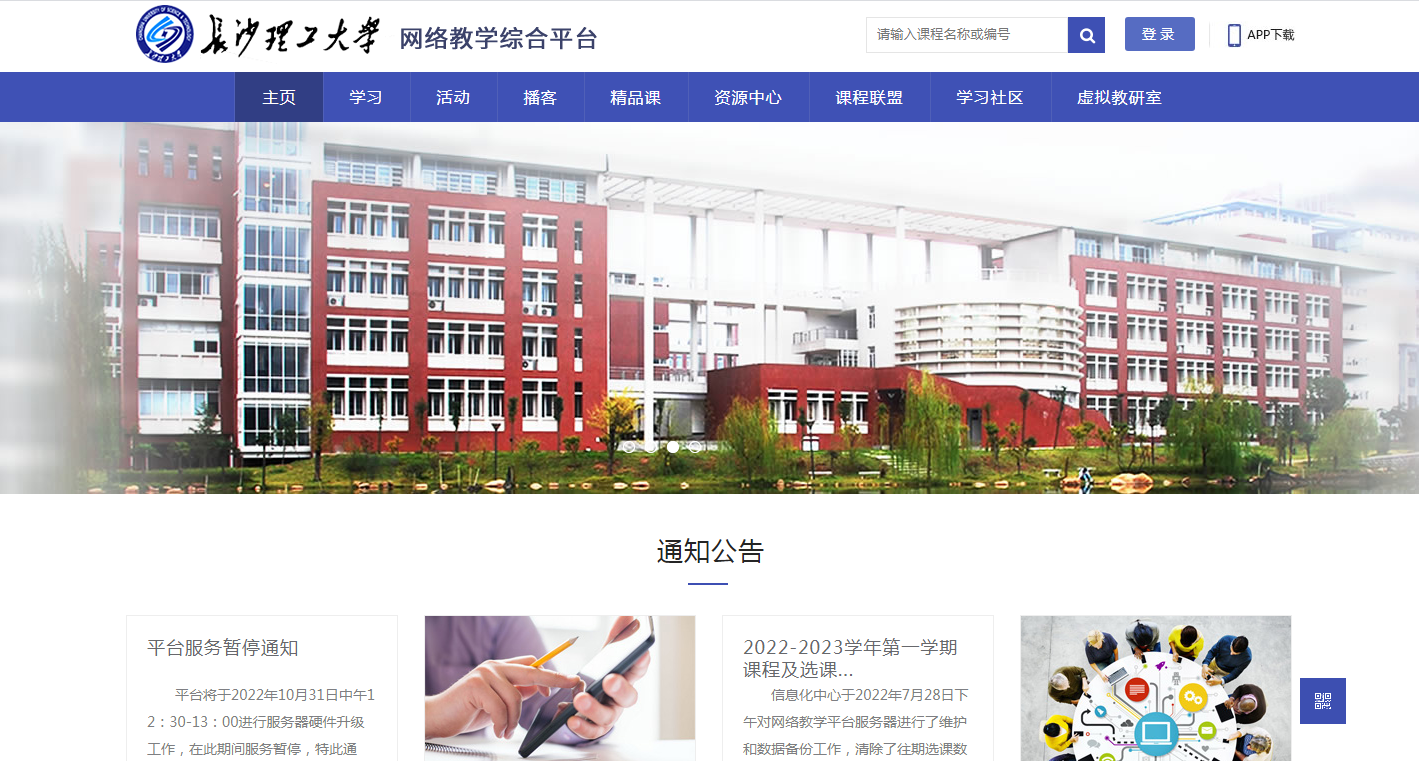 长沙理工大学
网络教学综合平台
请输入课程名称或编号
登录
APP下载
主页
学习
活动
播客
精品课
资源中心
课程联盟
学习社区
虚拟教研室
通知公告
平台服务暂停通知
平台将于2022年10月31日中午1
2：30-13：00进行服务器硬件升级
工作，在此期间服务暂停，特此通
2022-2023学年第一学期
课程及选课...
信息化中心于2022年7月28日下
午对网络教学平台服务器进行了维护
和数据备份工作，清除了往期选课数